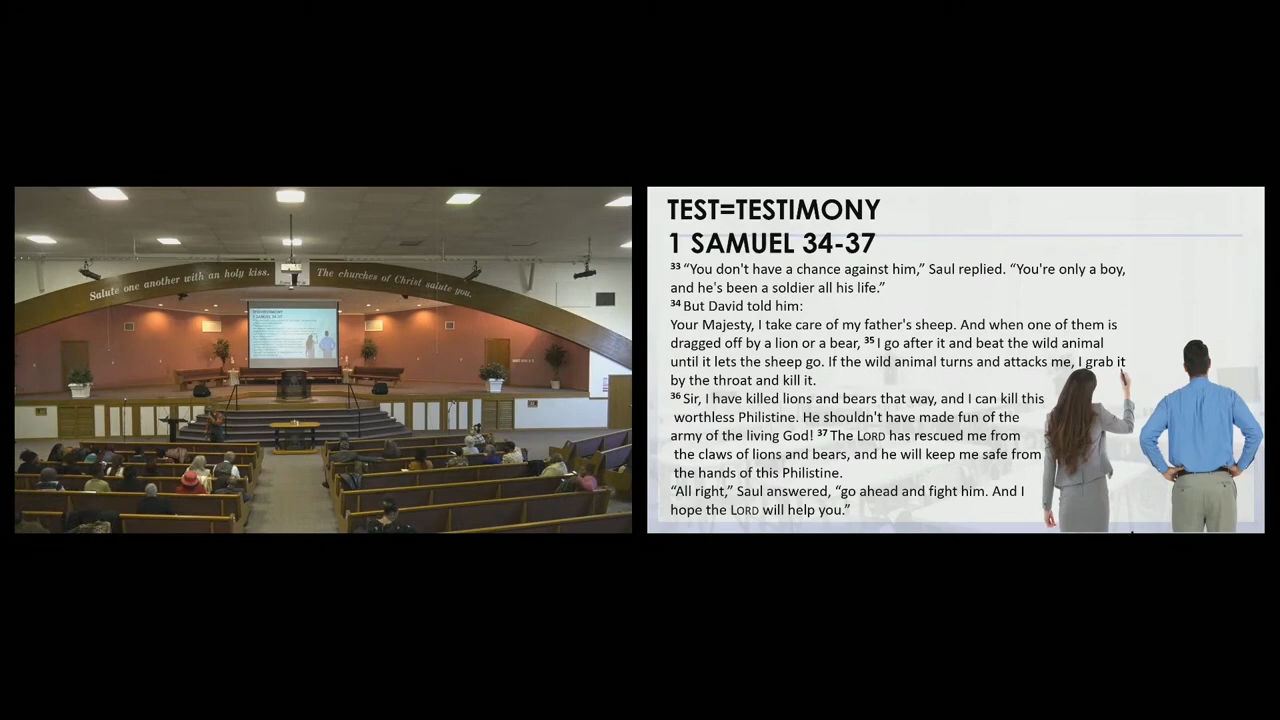 Salute one another with an holy kiss.
The churches of Christ salute you.
TEST=TESTIMONY
1 SAMUEL 34-37
TEST=TESTIMONY
1 SAMUEL 34-37
33 “You don't have a chance against him,” Saul replied. “You're only a boy,
and he's been a soldier all his life.”
34 But David told him:
Your Majesty, I take care of my father's sheep. And when one of them is
dragged off by a lion or a bear, 35 I go after it and beat the wild animal
until it lets the sheep go. If the wild animal turns and attacks me, I grab it
by the throat and kill it.
36 Sir, I have killed lions and bears that way, and I can kill this
worthless Philistine. He shouldn't have made fun of the
army of the living God! 37 The LORD has rescued me from
the claws of lions and bears, and he will keep me safe from
the hands of this Philistine.
“All right,” Saul answered, “go ahead and fight him. And I
hope the LORD will help you.”